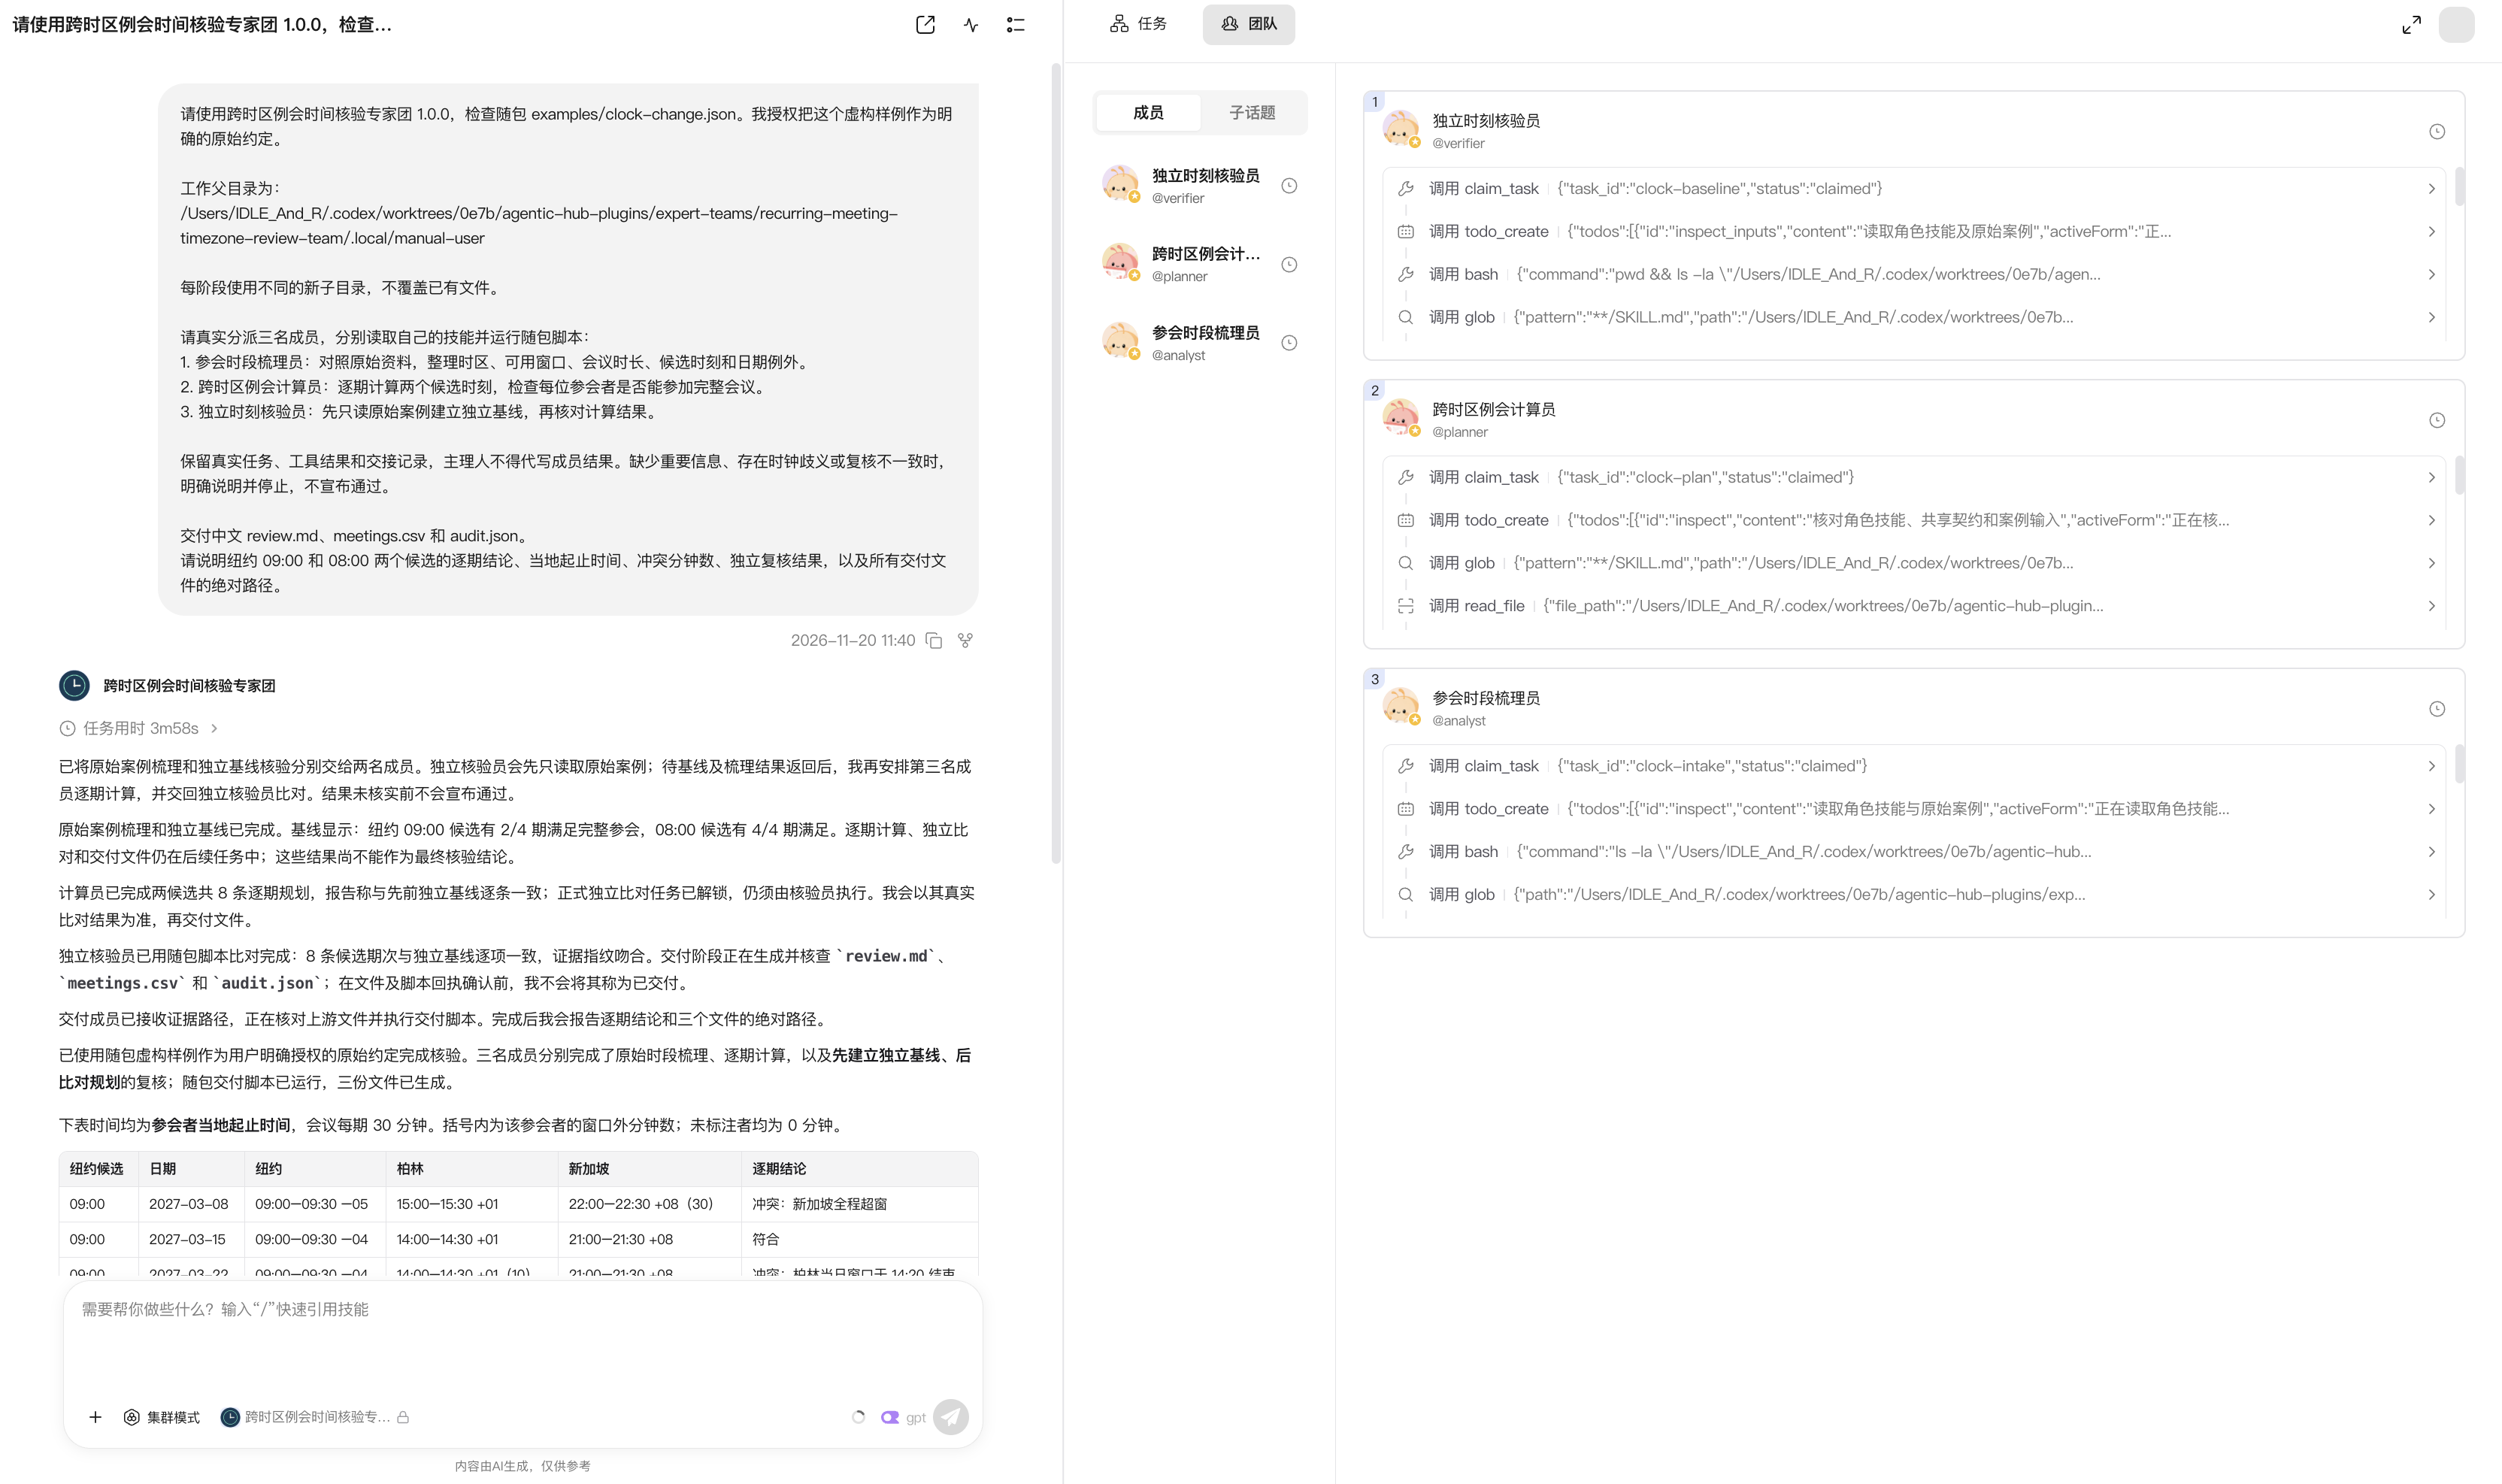 请使用跨时区例会时间核验专家团 1.0.0，检查…
请使用跨时区例会时间核验专家团 1.0.0，检查随包 examples/clock-change.json。我授权把这个虚构样例作为明
确的原始约定。
工作父目录为：
/Users/IDLE_And_R/.codex/worktrees/0e7b/agentic-hub-plugins/expert-teams/recurring-meeting-
timezone-review-team/.local/manual-user
每阶段使用不同的新子目录，不覆盖已有文件。
请真实分派三名成员，分别读取自己的技能并运行随包脚本：
1. 参会时段梳理员：对照原始资料，整理时区、可用窗口、会议时长、候选时刻和日期例外。
2. 跨时区例会计算员：逐期计算两个候选时刻，检查每位参会者是否能参加完整会议。
3. 独立时刻核验员：先只读原始案例建立独立基线，再核对计算结果。
保留真实任务、工具结果和交接记录，主理人不得代写成员结果。缺少重要信息、存在时钟歧义或复核不一致时，
明确说明并停止，不宣布通过。
交付中文 review.md、meetings.csv 和 audit.json。
请说明纽约 09:00 和 08:00 两个候选的逐期结论、当地起止时间、冲突分钟数、独立复核结果，以及所有交付文
件的绝对路径。
2026-11-20 11:40
跨时区例会时间核验专家团
任务用时 3m58s
已将原始案例梳理和独立基线核验分别交给两名成员。独立核验员会先只读取原始案例；待基线及梳理结果返回后，我再安排第三名成
员逐期计算，并交回独立核验员比对。结果未核实前不会宣布通过。
原始案例梳理和独立基线已完成。基线显示：纽约 09:00 候选有 2/4 期满足完整参会，08:00 候选有 4/4 期满足。逐期计算、独立比
对和交付文件仍在后续任务中；这些结果尚不能作为最终核验结论。
计算员已完成两候选共 8 条逐期规划，报告称与先前独立基线逐条一致；正式独立比对任务已解锁，仍须由核验员执行。我会以其真实
比对结果为准，再交付文件。
独立核验员已用随包脚本比对完成：8 条候选期次与独立基线逐项一致，证据指纹吻合。交付阶段正在生成并核查 `review.md`、
`meetings.csv` 和 `audit.json`；在文件及脚本回执确认前，我不会将其称为已交付。
交付成员已接收证据路径，正在核对上游文件并执行交付脚本。完成后我会报告逐期结论和三个文件的绝对路径。
已使用随包虚构样例作为用户明确授权的原始约定完成核验。三名成员分别完成了原始时段梳理、逐期计算，以及先建立独立基线、后
比对规划的复核；随包交付脚本已运行，三份文件已生成。
下表时间均为参会者当地起止时间，会议每期 30 分钟。括号内为该参会者的窗口外分钟数；未标注者均为 0 分钟。
纽约候选 日期 纽约 柏林 新加坡 逐期结论
09:00 2027-03-08 09:00—09:30 —05 15:00—15:30 +01 22:00—22:30 +08（30） 冲突：新加坡全程超窗
09:00 2027-03-15 09:00—09:30 —04 14:00—14:30 +01 21:00—21:30 +08 符合
09:00 2027-03-22 09:00—09:30 —04 14:00—14:30 +01（10） 21:00—21:30 +08 冲突：柏林当日窗口于 14:20 结束
需要帮你做些什么？输入“/”快速引用技能
集群模式 跨时区例会时间核验专… gpt
内容由AI生成，仅供参考
任务 团队
成员 子话题
独立时刻核验员
@verifier
跨时区例会计…
@planner
参会时段梳理员
@analyst
1
独立时刻核验员
@verifier
调用 claim_task {"task_id":"clock-baseline","status":"claimed"}
调用 todo_create {"todos":[{"id":"inspect_inputs","content":"读取角色技能及原始案例","activeForm":"正...
调用 bash {"command":"pwd && ls -la \"/Users/IDLE_And_R/.codex/worktrees/0e7b/agen...
调用 glob {"pattern":"**/SKILL.md","path":"/Users/IDLE_And_R/.codex/worktrees/0e7b...
2
跨时区例会计算员
@planner
调用 claim_task {"task_id":"clock-plan","status":"claimed"}
调用 todo_create {"todos":[{"id":"inspect","content":"核对角色技能、共享契约和案例输入","activeForm":"正在核...
调用 glob {"pattern":"**/SKILL.md","path":"/Users/IDLE_And_R/.codex/worktrees/0e7b...
调用 read_file {"file_path":"/Users/IDLE_And_R/.codex/worktrees/0e7b/agentic-hub-plugin...
3
参会时段梳理员
@analyst
调用 claim_task {"task_id":"clock-intake","status":"claimed"}
调用 todo_create {"todos":[{"id":"inspect","content":"读取角色技能与原始案例","activeForm":"正在读取角色技能...
调用 bash {"command":"ls -la \"/Users/IDLE_And_R/.codex/worktrees/0e7b/agentic-hub...
调用 glob {"path":"/Users/IDLE_And_R/.codex/worktrees/0e7b/agentic-hub-plugins/exp...